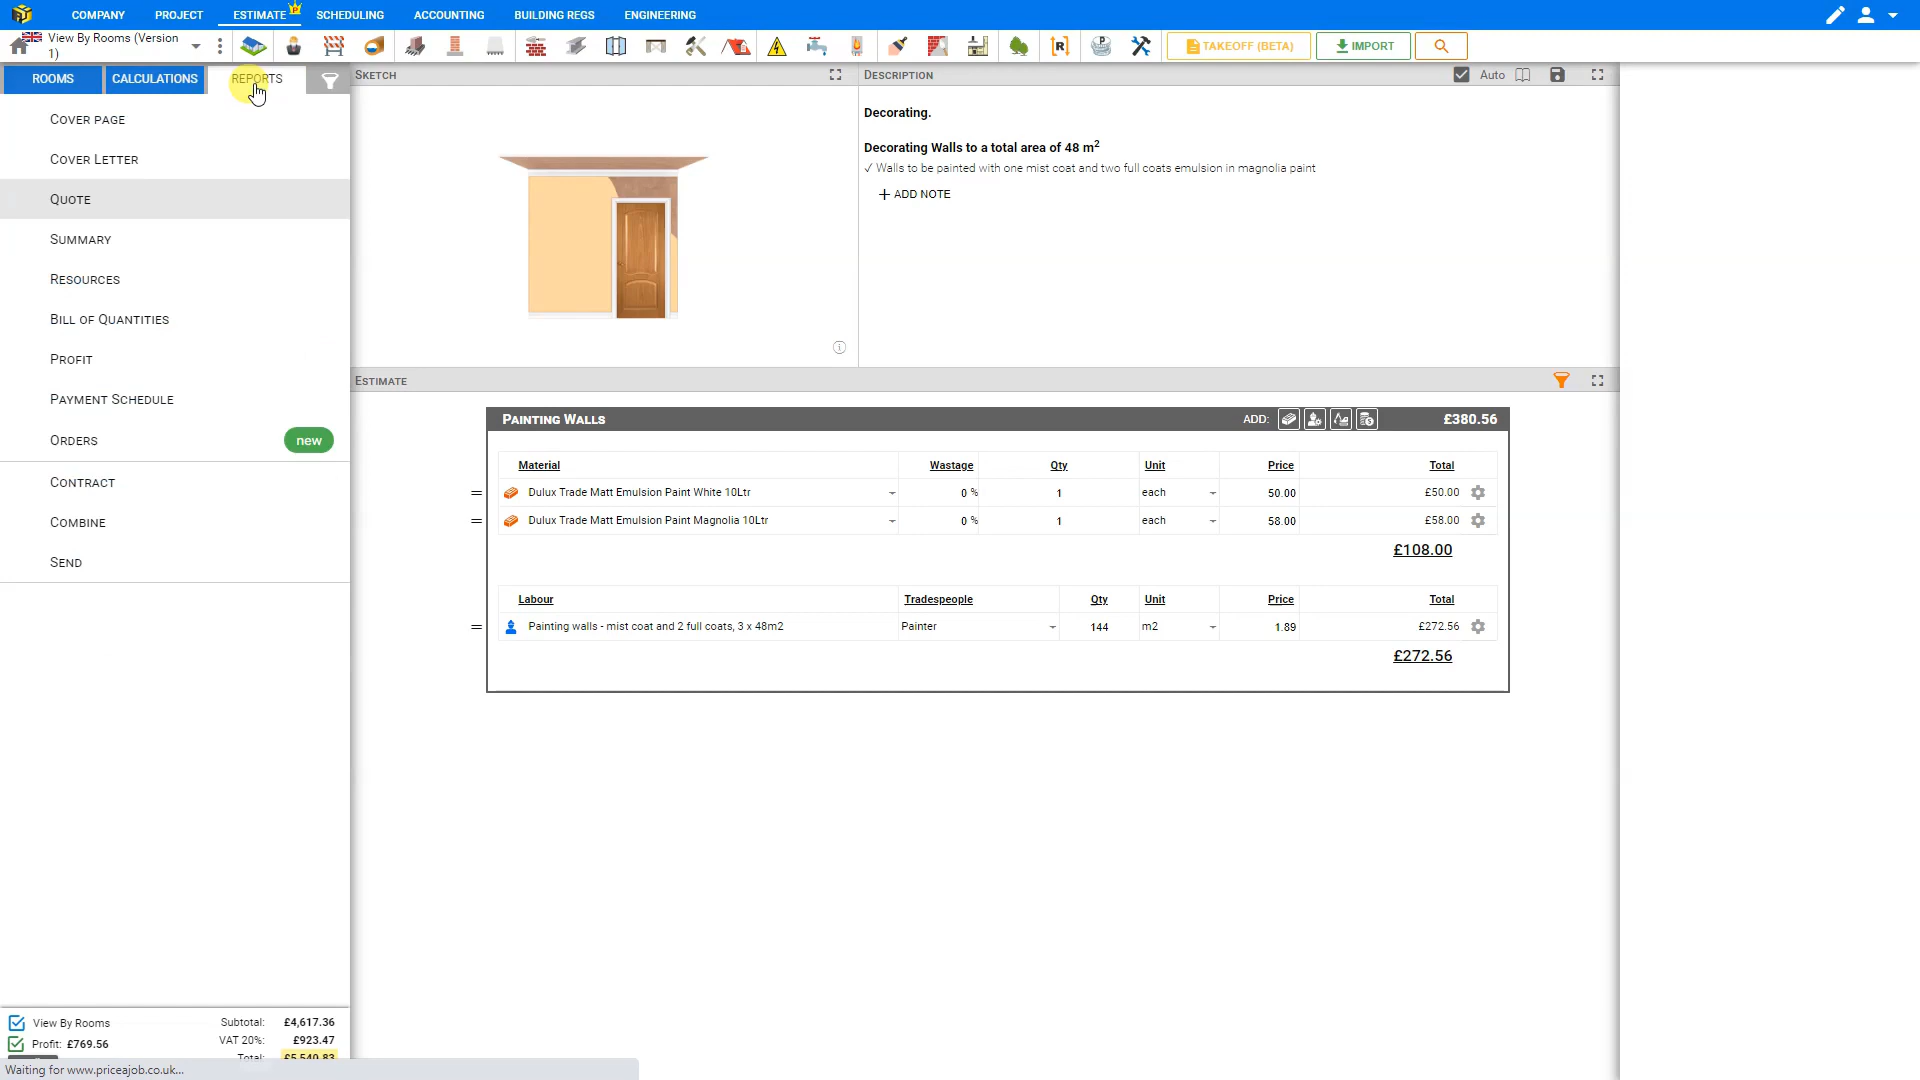 COMPANY
PROJECT
ESTIMATE
SCHEDULING
ACCOUNTING
BUILDING REGS
ENGINEERING
View By Rooms (Version 1)
TAKEOFF (BETA)
IMPORT
ROOMS
CALCULATIONS
REPORTS
SKETCH
DESCRIPTION
Auto
COVER PAGE
COVER LETTER
QUOTE
SUMMARY
RESOURCES
BILL OF QUANTITIES
PROFIT
PAYMENT SCHEDULE
ORDERS
new
CONTRACT
COMBINE
SEND
Decorating.
Decorating Walls to a total area of 48 m²
✓ Walls to be painted with one mist coat and two full coats emulsion in magnolia paint
+ ADD NOTE
ESTIMATE
PAINTING WALLS ADD: £380.56
Material Wastage Qty Unit Price Total
Dulux Trade Matt Emulsion Paint White 10Ltr 0 % 1 each 50.00 £50.00
Dulux Trade Matt Emulsion Paint Magnolia 10Ltr 0 % 1 each 58.00 £58.00
£108.00
Labour Tradespeople Qty Unit Price Total
Painting walls - mist coat and 2 full coats, 3 x 48m2 Painter 144 m2 1.89 £272.56
£272.56
View By Rooms Subtotal: £4,617.36
VAT 20%: £923.47
Profit: £769.56
Total: £5,540.83
Waiting for www.priceajob.co.uk...